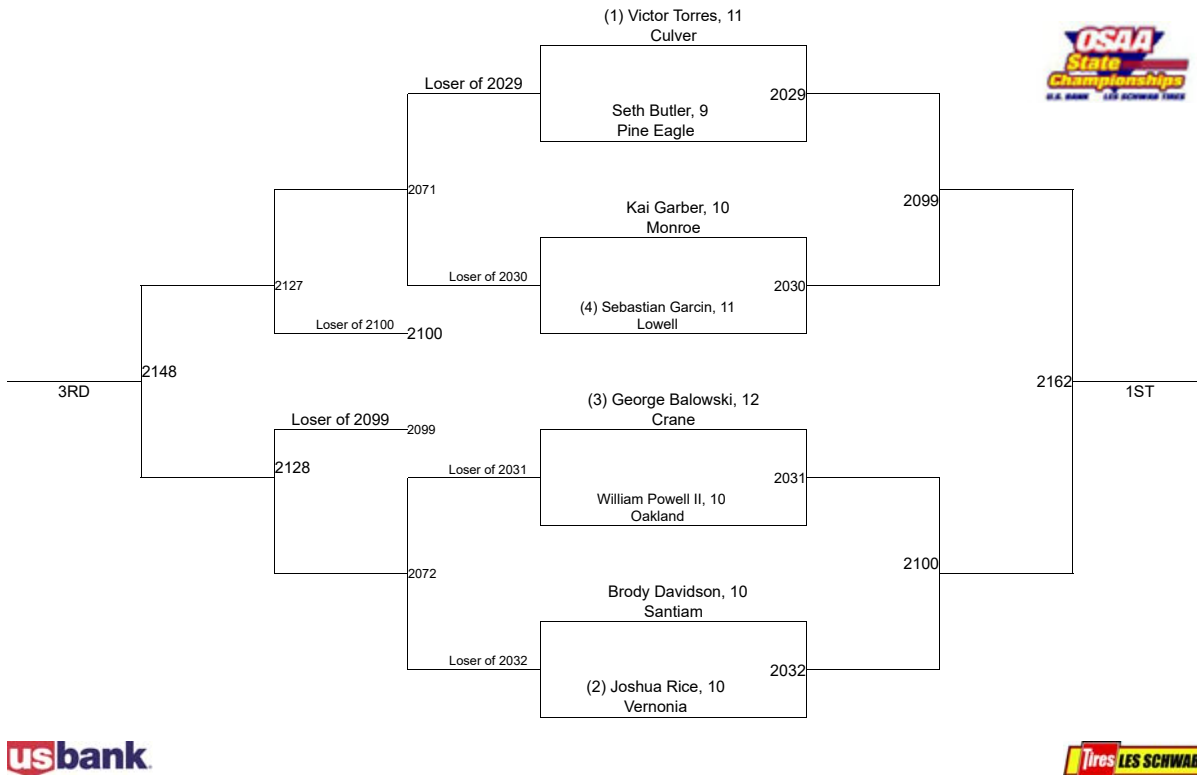 (1) Victor Torres, 11
Culver
OSAA
State
Championships
U.S. BANK LES SCHWAB TIRES
Loser of 2029
2029
Seth Butler, 9
Pine Eagle
2071
2099
Kai Garber, 10
Monroe
Loser of 2030
2030
2127
(4) Sebastian Garcin, 11
Lowell
Loser of 2100
2100
2148
2162
3RD
1ST
(3) George Balowski, 12
Crane
Loser of 2099
2099
2128
Loser of 2031
2031
William Powell II, 10
Oakland
2100
2072
Brody Davidson, 10
Santiam
Loser of 2032
2032
(2) Joshua Rice, 10
Vernonia
usbank
Tires LES SCHWAB